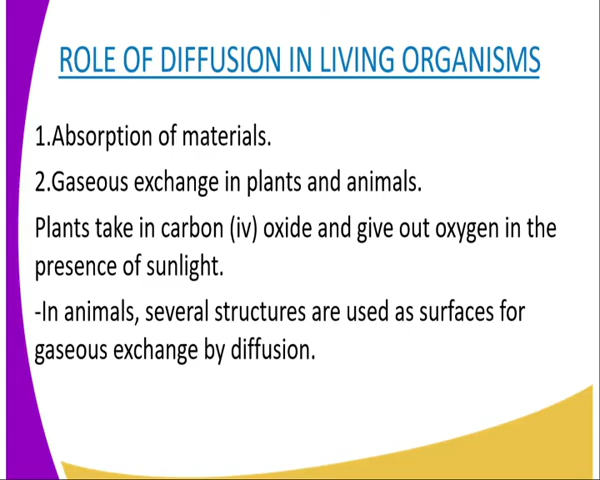 ROLE OF DIFFUSION IN LIVING ORGANISMS
1.Absorption of materials.
2.Gaseous exchange in plants and animals.
Plants take in carbon (iv) oxide and give out oxygen in the
presence of sunlight.
-In animals, several structures are used as surfaces for
gaseous exchange by diffusion.